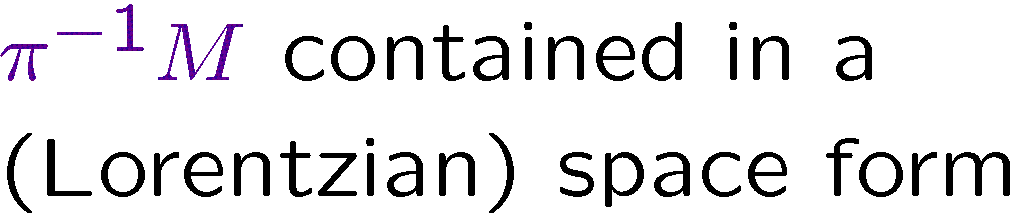 π⁻¹M contained in a
(Lorentzian) space form